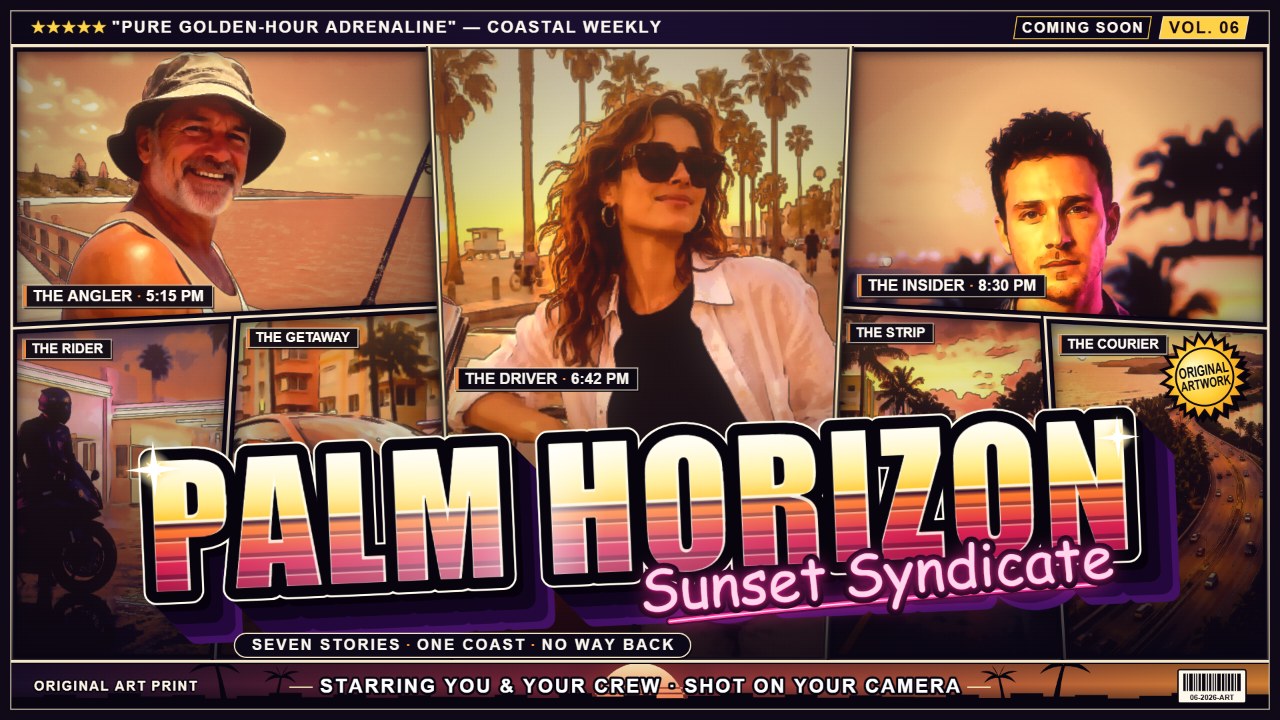 ★★★★★ "PURE GOLDEN-HOUR ADRENALINE" — COASTAL WEEKLY
COMING SOON
VOL. 06
THE ANGLER · 5:15 PM
THE DRIVER · 6:42 PM
THE INSIDER · 8:30 PM
THE RIDER
THE GETAWAY
THE STRIP
THE COURIER
ORIGINAL
ARTWORK
PALM HORIZON
Sunset Syndicate
SEVEN STORIES · ONE COAST · NO WAY BACK
ORIGINAL ART PRINT
— STARRING YOU & YOUR CREW · SHOT ON YOUR CAMERA —
06-2026-ART